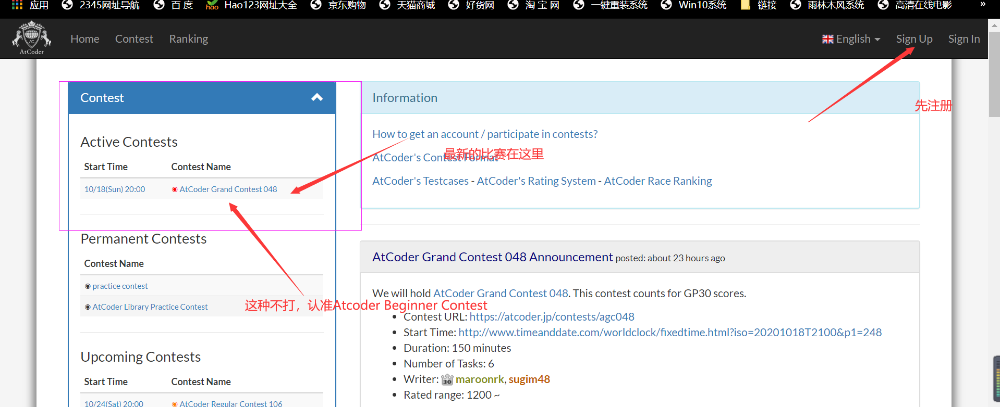 应用 2345网址导航 百 度 hao Hao123网址大全 京东购物 天猫商城 好货网 淘 宝 网 一键重装系统 Win10系统 链接 雨林木风系统 高清在线电影 »
AC AtCoder Home Contest Ranking English Sign Up Sign In
先注册
Contest
Active Contests
Start Time Contest Name
10/18(Sun) 20:00 AtCoder Grand Contest 048
Permanent Contests
Contest Name
practice contest
AtCoder Library Practice Contest
Upcoming Contests
Start Time Contest Name
10/24(Sat) 20:00 AtCoder Regular Contest 106
Information
How to get an account / participate in contests?
最新的比赛在这里
AtCoder's Contest Format
AtCoder's Testcases - AtCoder's Rating System - AtCoder Race Ranking
AtCoder Grand Contest 048 Announcement posted: about 23 hours ago
We will hold AtCoder Grand Contest 048. This contest counts for GP30 scores.
这种不打，认准Atcoder Beginner Contest
• Contest URL: https://atcoder.jp/contests/agc048
• Start Time: http://www.timeanddate.com/worldclock/fixedtime.html?iso=20201018T2100&p1=248
• Duration: 150 minutes
• Number of Tasks: 6
• Writer: 30 maroonrk, sugim48
• Rated range: 1200 ~